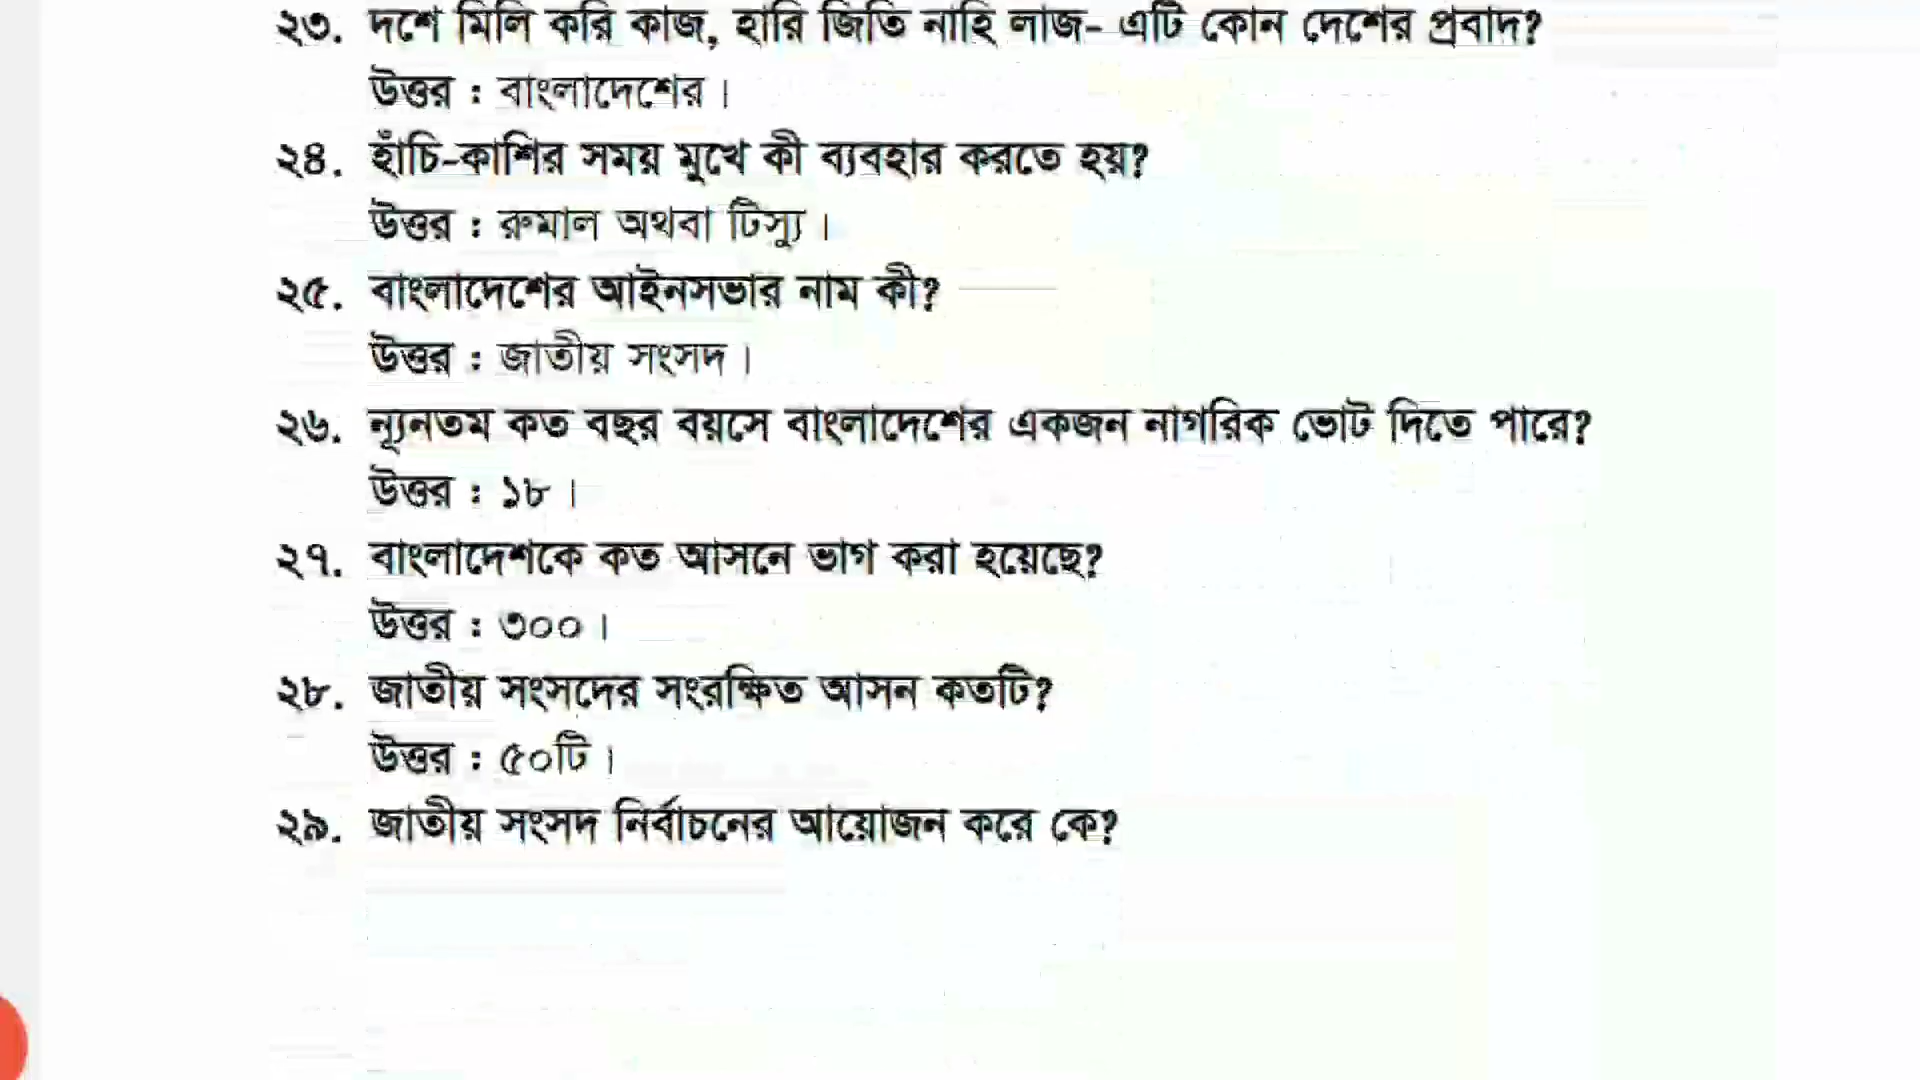 ২৩. দশে মিলি করি কাজ, হারি জিতি নাহি লাজ- এটি কোন দেশের প্রবাদ?
উত্তর : বাংলাদেশের।
২৪. হাঁচি-কাশির সময় মুখে কী ব্যবহার করতে হয়?
উত্তর : রুমাল অথবা টিস্যু।
২৫. বাংলাদেশের আইনসভার নাম কী?
উত্তর : জাতীয় সংসদ।
২৬. ন্যূনতম কত বছর বয়সে বাংলাদেশের একজন নাগরিক ভোট দিতে পারে?
উত্তর : ১৮।
২৭. বাংলাদেশকে কত আসনে ভাগ করা হয়েছে?
উত্তর : ৩০০।
২৮. জাতীয় সংসদের সংরক্ষিত আসন কতটি?
উত্তর : ৫০টি।
২৯. জাতীয় সংসদ নির্বাচনের আয়োজন করে কে?